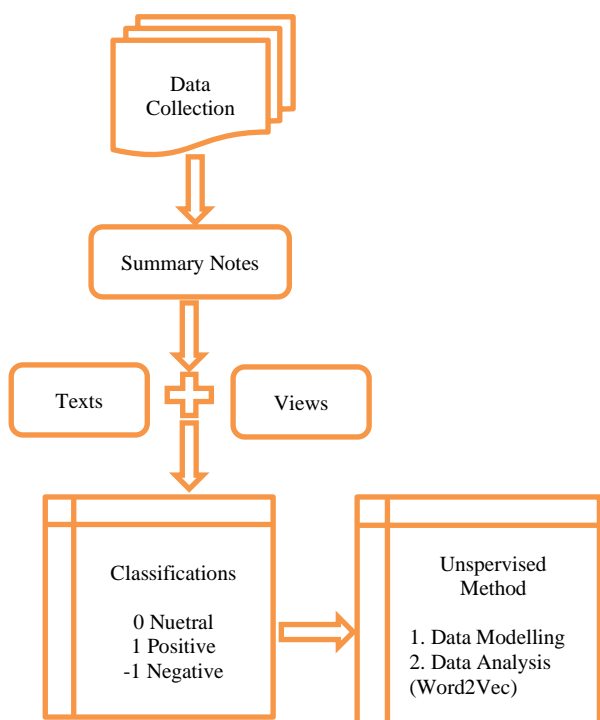 Data
Collection
Summary Notes
Texts
Views
Classifications
0 Nuetral
1 Positive
-1 Negative
Unspervised
Method
1. Data Modelling
2. Data Analysis
(Word2Vec)